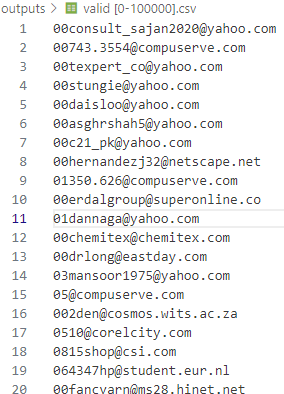 outputs > valid [0-100000].csv
1 00consult_sajan2020@yahoo.com
2 00743.3554@compuserve.com
3 00texpert_co@yahoo.com
4 00stungie@yahoo.com
5 00daisloo@yahoo.com
6 00asghrshah5@yahoo.com
7 00c21_pk@yahoo.com
8 00hernandezj32@netscape.net
9 01350.626@compuserve.com
10 00erdalgroup@superonline.co
11 01dannaga@yahoo.com
12 00chemitex@chemitex.com
13 00drlong@eastday.com
14 03mansoor1975@yahoo.com
15 05@compuserve.com
16 002den@cosmos.wits.ac.za
17 0510@corelcity.com
18 0815shop@csi.com
19 064347hp@student.eur.nl
20 00fancvarn@ms28.hinet.net